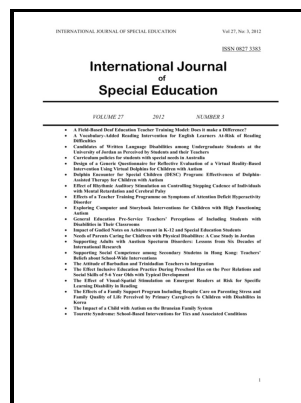 INTERNATIONAL JOURNAL OF SPECIAL EDUCATION Vol 27, No: 3, 2012
ISSN 0827 3383
International Journal
of
Special Education
VOLUME 27 2012 NUMBER 3
• A Field-Based Deaf Education Teacher Training Model: Does it make a Difference?
• A Vocabulary-Added Reading Intervention for English Learners At-Risk of Reading
Difficulties
• Candidates of Written Language Disabilities among Undergraduate Students at the
University of Jordan as Perceived by Students and their Teachers
• Curriculum policies for students with special needs in Australia
• Design of a Generic Questionnaire for Reflective Evaluation of a Virtual Reality-Based
Intervention Using Virtual Dolphins for Children with Autism
• Dolphin Encounter for Special Children (DESC) Program: Effectiveness of Dolphin-
Assisted Therapy for Children with Autism
• Effect of Rhythmic Auditory Stimulation on Controlling Stepping Cadence of Individuals
with Mental Retardation and Cerebral Palsy
• Effects of a Teacher Training Programme on Symptoms of Attention Deficit Hyperactivity
Disorder
• Exploring Computer and Storybook Interventions for Children with High Functioning
Autism
• General Education Pre-Service Teachers' Perceptions of Including Students with
Disabilities in Their Classrooms
• Impact of Guided Notes on Achievement in K-12 and Special Education Students
• Needs of Parents Caring for Children with Physical Disabilities: A Case Study in Jordan
• Supporting Adults with Autism Spectrum Disorders: Lessons from Six Decades of
International Research
• Supporting Social Competence among Secondary Students in Hong Kong: Teachers'
Beliefs about School-Wide Interventions
• The Attitude of Barbadian and Trinidadian Teachers to Integration
• The Effect Inclusive Education Practice During Preschool Has on the Peer Relations and
Social Skills of 5-6 Year Olds with Typical Development
• The Effect of Visual-Spatial Stimulation on Emergent Readers at Risk for Specific
Learning Disability in Reading
• The Effects of a Family Support Program Including Respite Care on Parenting Stress and
Family Quality of Life Perceived by Primary Caregivers of Children with Disabilities in
Korea
• The Impact of a Child with Autism on the Bruneian Family System
• Tourette Syndrome: School-Based Interventions for Tics and Associated Conditions
1